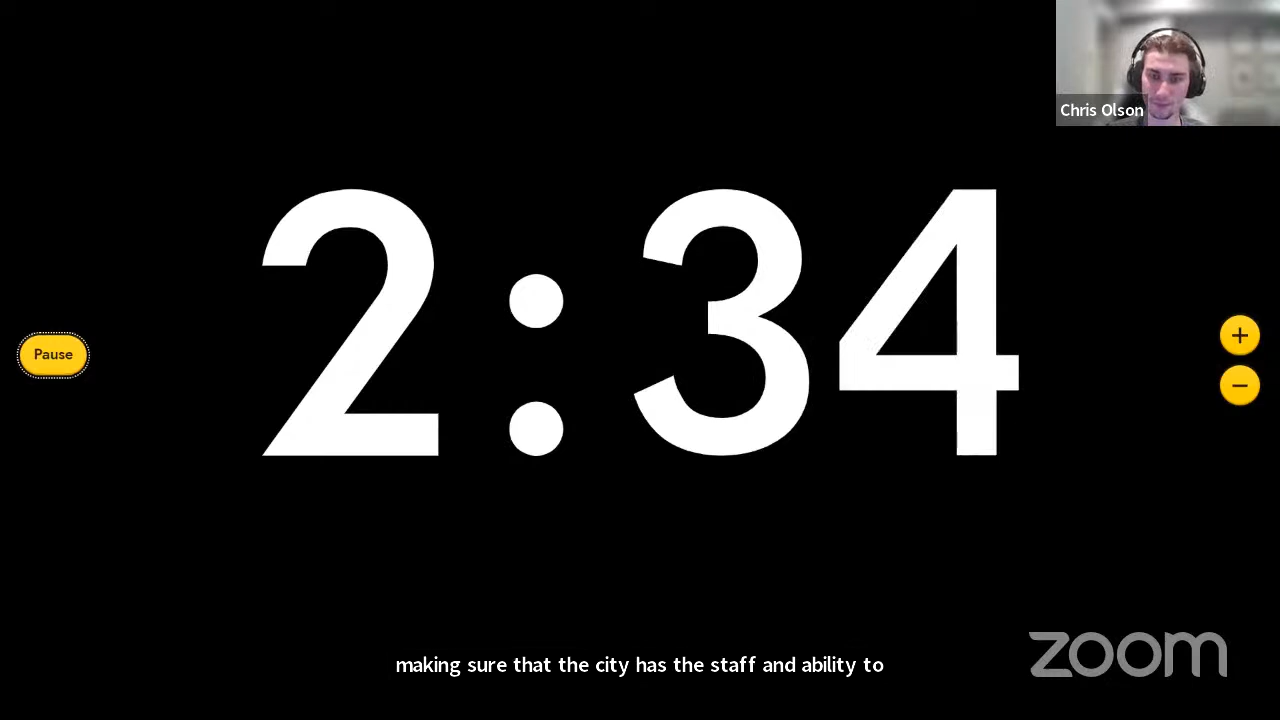 Chris Olson
2:34
Pause
+
−
making sure that the city has the staff and ability to
zoom